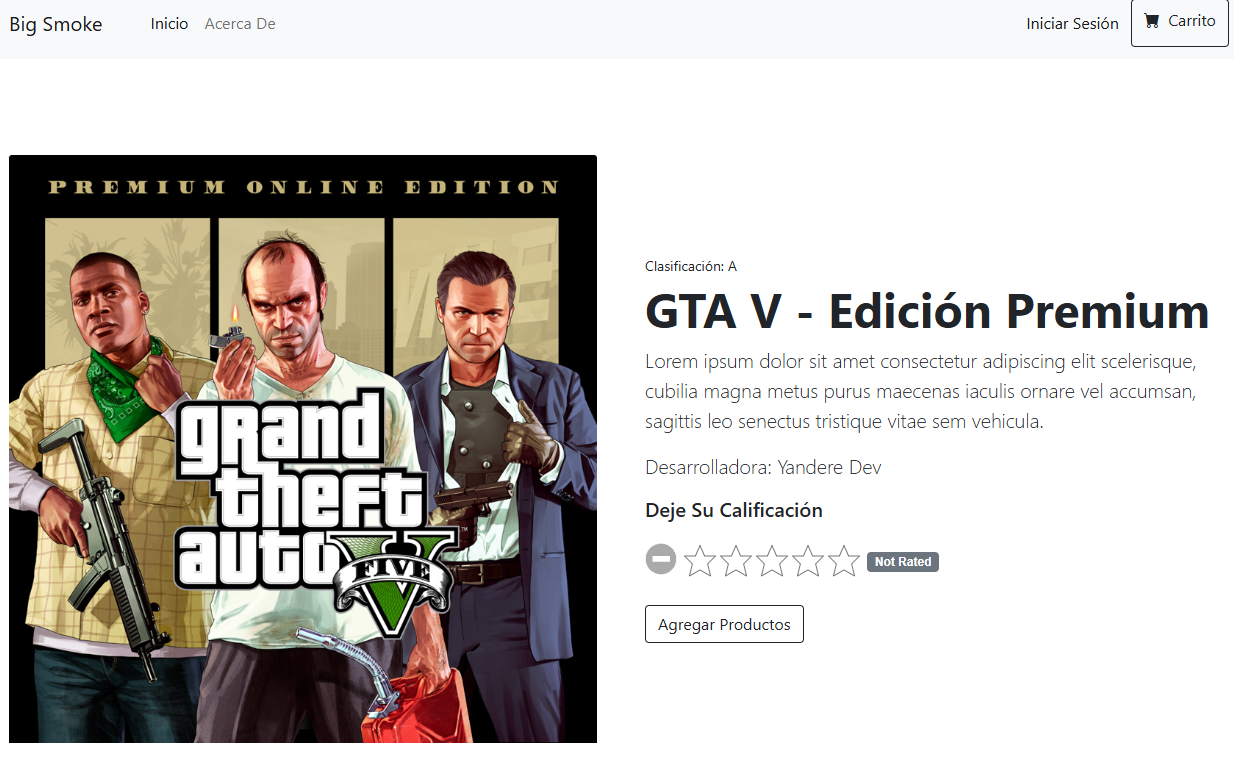 Big Smoke
Inicio
Acerca De
Iniciar Sesión
Carrito
PREMIUM ONLINE EDITION
grand
theft
auto V
FIVE
™
Clasificación: A
GTA V - Edición Premium
Lorem ipsum dolor sit amet consectetur adipiscing elit scelerisque,
cubilia magna metus purus maecenas iaculis ornare vel accumsan,
sagittis leo senectus tristique vitae sem vehicula.
Desarrolladora: Yandere Dev
Deje Su Calificación
Not Rated
Agregar Productos